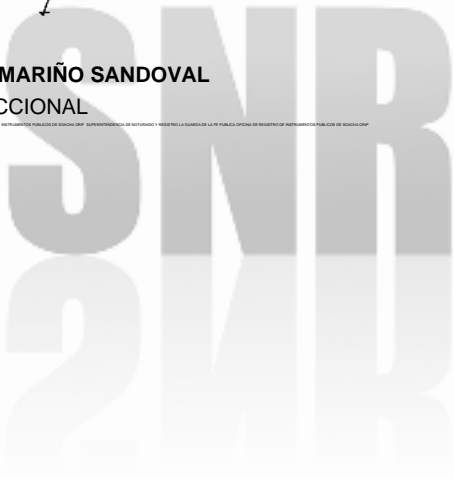 MARIÑO SANDOVAL
CCIONAL
INSTRUMENTOS PUBLICOS DE SOACHA ORIP SUPERINTENDENCIA DE NOTARIADO Y REGISTRO LA GUARDA DE LA FE PUBLICA OFICINA DE REGISTRO DE INSTRUMENTOS PUBLICOS DE SOACHA ORIP
SNR